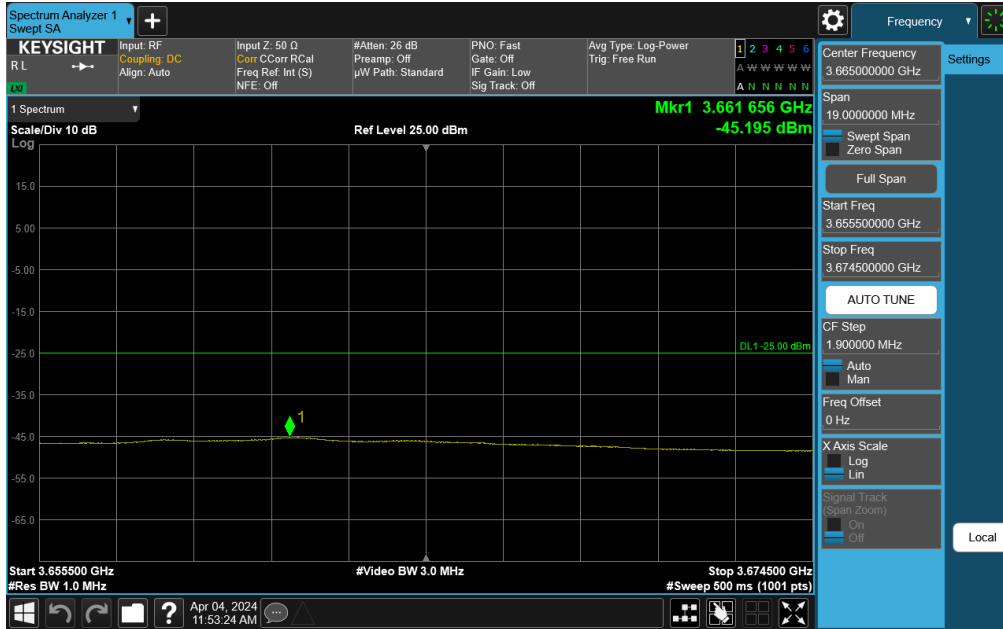 Spectrum Analyzer 1
Swept SA
+
Frequency
KEYSIGHT
R L
LXI
Input: RF
Coupling: DC
Align: Auto
Input Z: 50 Ω
Corr CCorr RCal
Freq Ref: Int (S)
NFE: Off
#Atten: 26 dB
Preamp: Off
µW Path: Standard
PNO: Fast
Gate: Off
IF Gain: Low
Sig Track: Off
Avg Type: Log-Power
Trig: Free Run
1 2 3 4 5 6
A W W W W W
A N N N N N
1 Spectrum
Scale/Div 10 dB
Log
Ref Level 25.00 dBm
Mkr1 3.661 656 GHz
-45.195 dBm
15.0
5.00
-5.00
-15.0
-25.0
-35.0
-45.0
-55.0
-65.0
DL1 -25.00 dBm
1
Start 3.655500 GHz
#Res BW 1.0 MHz
#Video BW 3.0 MHz
Stop 3.674500 GHz
#Sweep 500 ms (1001 pts)
Center Frequency
3.665000000 GHz
Span
19.0000000 MHz
Swept Span
Zero Span
Full Span
Start Freq
3.655500000 GHz
Stop Freq
3.674500000 GHz
AUTO TUNE
CF Step
1.900000 MHz
Auto
Man
Freq Offset
0 Hz
X Axis Scale
Log
Lin
Signal Track
(Span Zoom)
On
Off
Settings
Local
?
Apr 04, 2024
11:53:24 AM